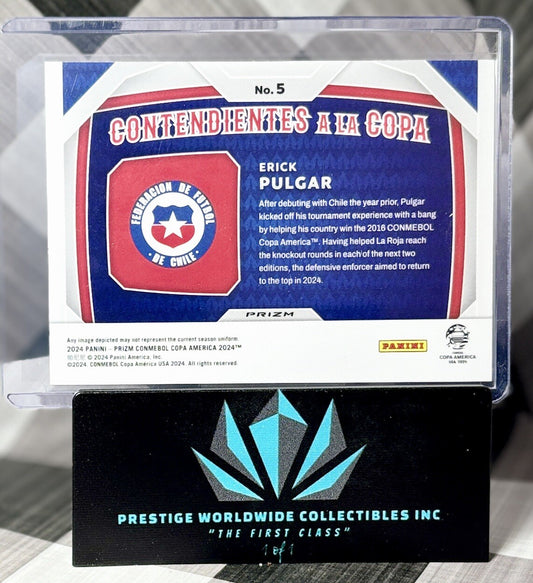 No. 5
CONTENDIENTES A LA COPA
FEDERACION DE FUTBOL
DE CHILE
ERICK
PULGAR
After debuting with Chile the year prior, Pulgar
kicked off his tournament experience with a bang
by helping his country win the 2016 CONMEBOL
Copa America™. Having helped La Roja reach
the knockout rounds in each of the next two
editions, the defensive enforcer aimed to return
to the top in 2024.
PRIZM
Any image depicted may not represent the current season uniform.
2024 PANINI - PRIZM CONMEBOL COPA AMERICA 2024™
© 2024 Panini America, Inc.
©2024. CONMEBOL Copa América USA 2024. All rights reserved.
PANINI
COPA AMERICA
USA 2024
PRESTIGE WORLDWIDE COLLECTIBLES INC
"THE FIRST CLASS"
1 of 1